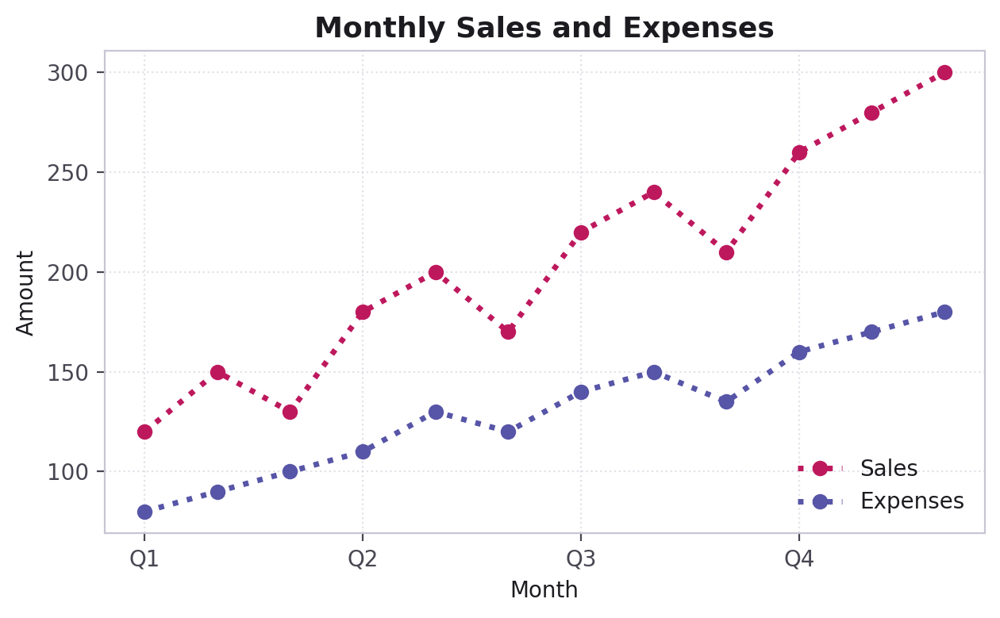 Monthly Sales and Expenses
300
250
200
150
100
Amount
Sales
Expenses
Q1 Q2 Q3 Q4
Month